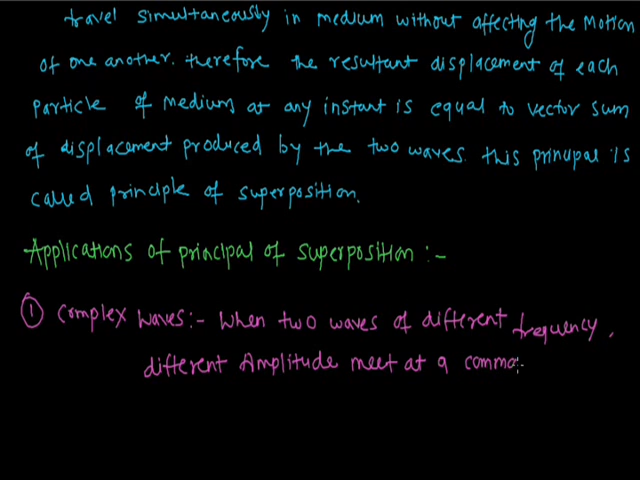 travel simultaneously in medium without affecting the Motion
of one another. therefore the resultant displacement of each
particle of medium at any instant is equal to vector sum
of displacement produced by the two waves. this principal is
called principle of superposition.
Applications of principal of superposition :-
① Complex waves :- When two waves of different frequency,
different Amplitude meet at a commo